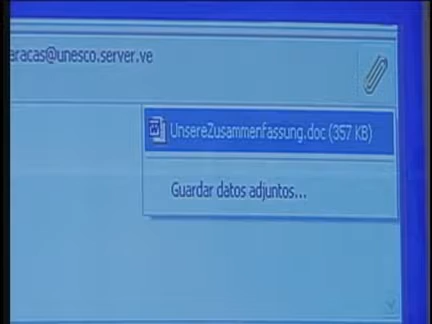 aracas@unesco.server.ve
UnsereZusammenfassung.doc (357 KB)
Guardar datos adjuntos...